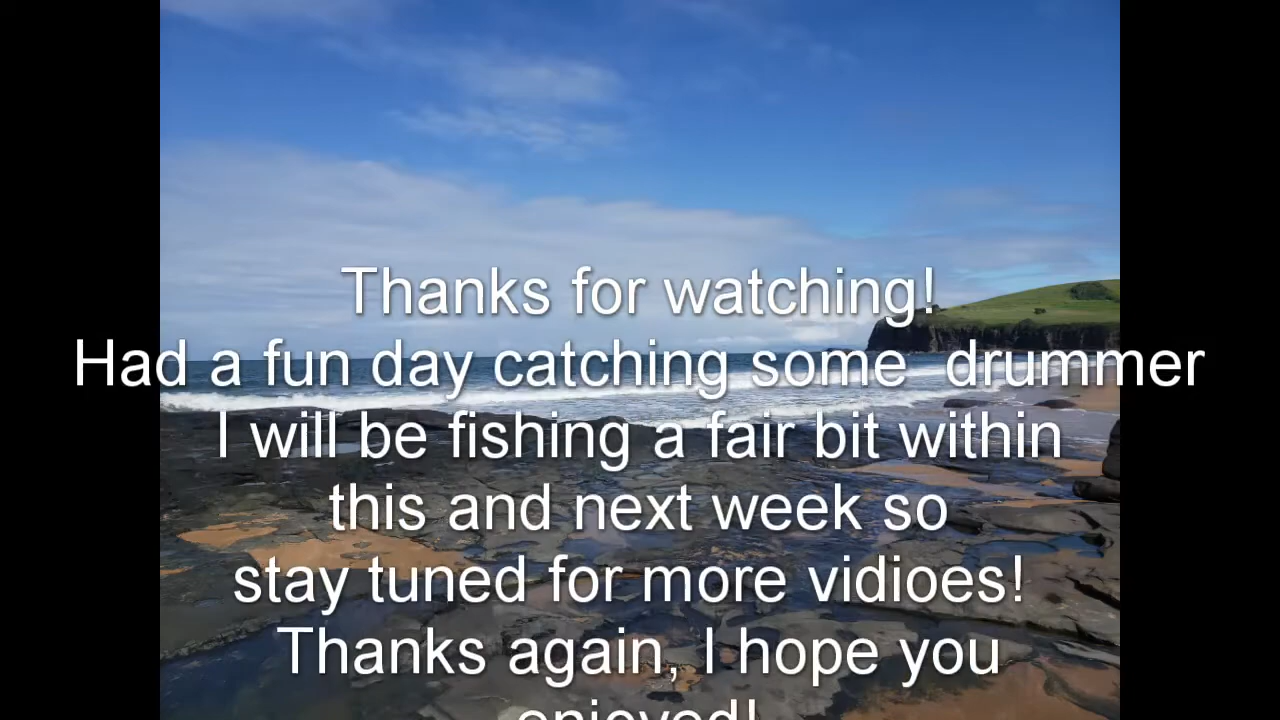 Thanks for watching!
Had a fun day catching some  drummer
I will be fishing a fair bit within
this and next week so
stay tuned for more vidioes!
Thanks again, I hope you
enjoyed!